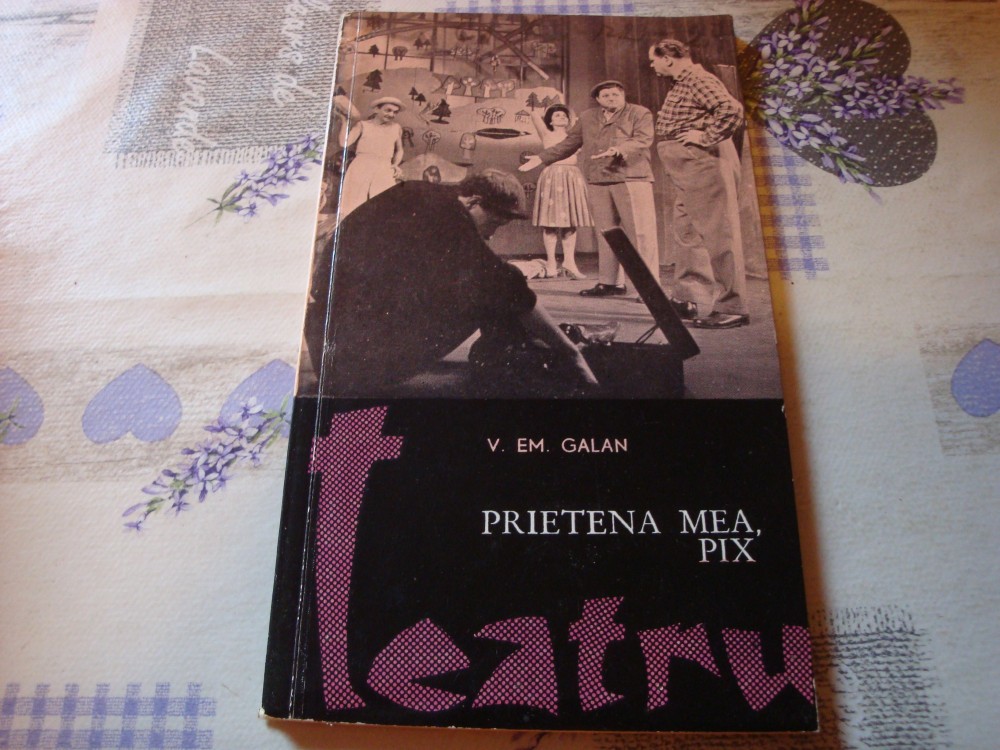 V. EM. GALAN
PRIETENA MEA,
PIX
teatru